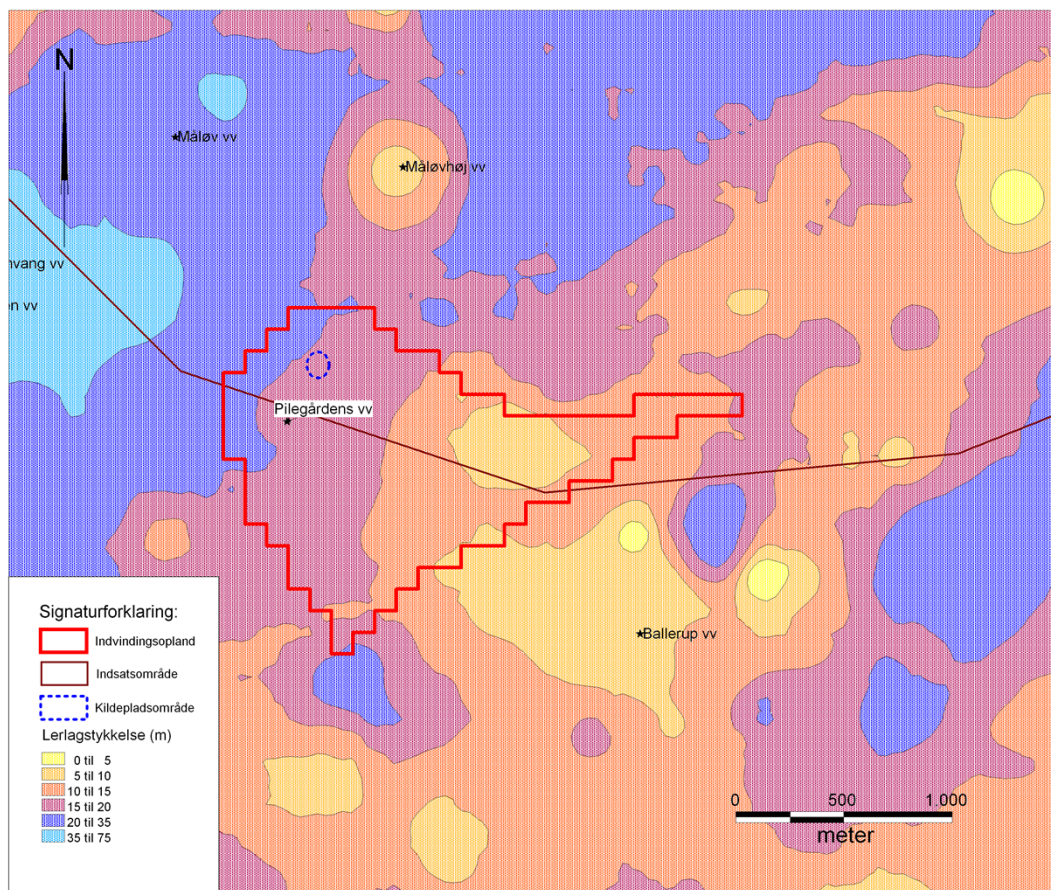 N
Måløv vv
Måløvhøj vv
nvang vv
en vv
Pilegårdens vv
Ballerup vv
Signaturforklaring:
Indvindingsopland
Indsatsområde
Kildepladsområde
Lerlagstykkelse (m)
0 til 5
5 til 10
10 til 15
15 til 20
20 til 35
35 til 75
0 500 1.000
meter